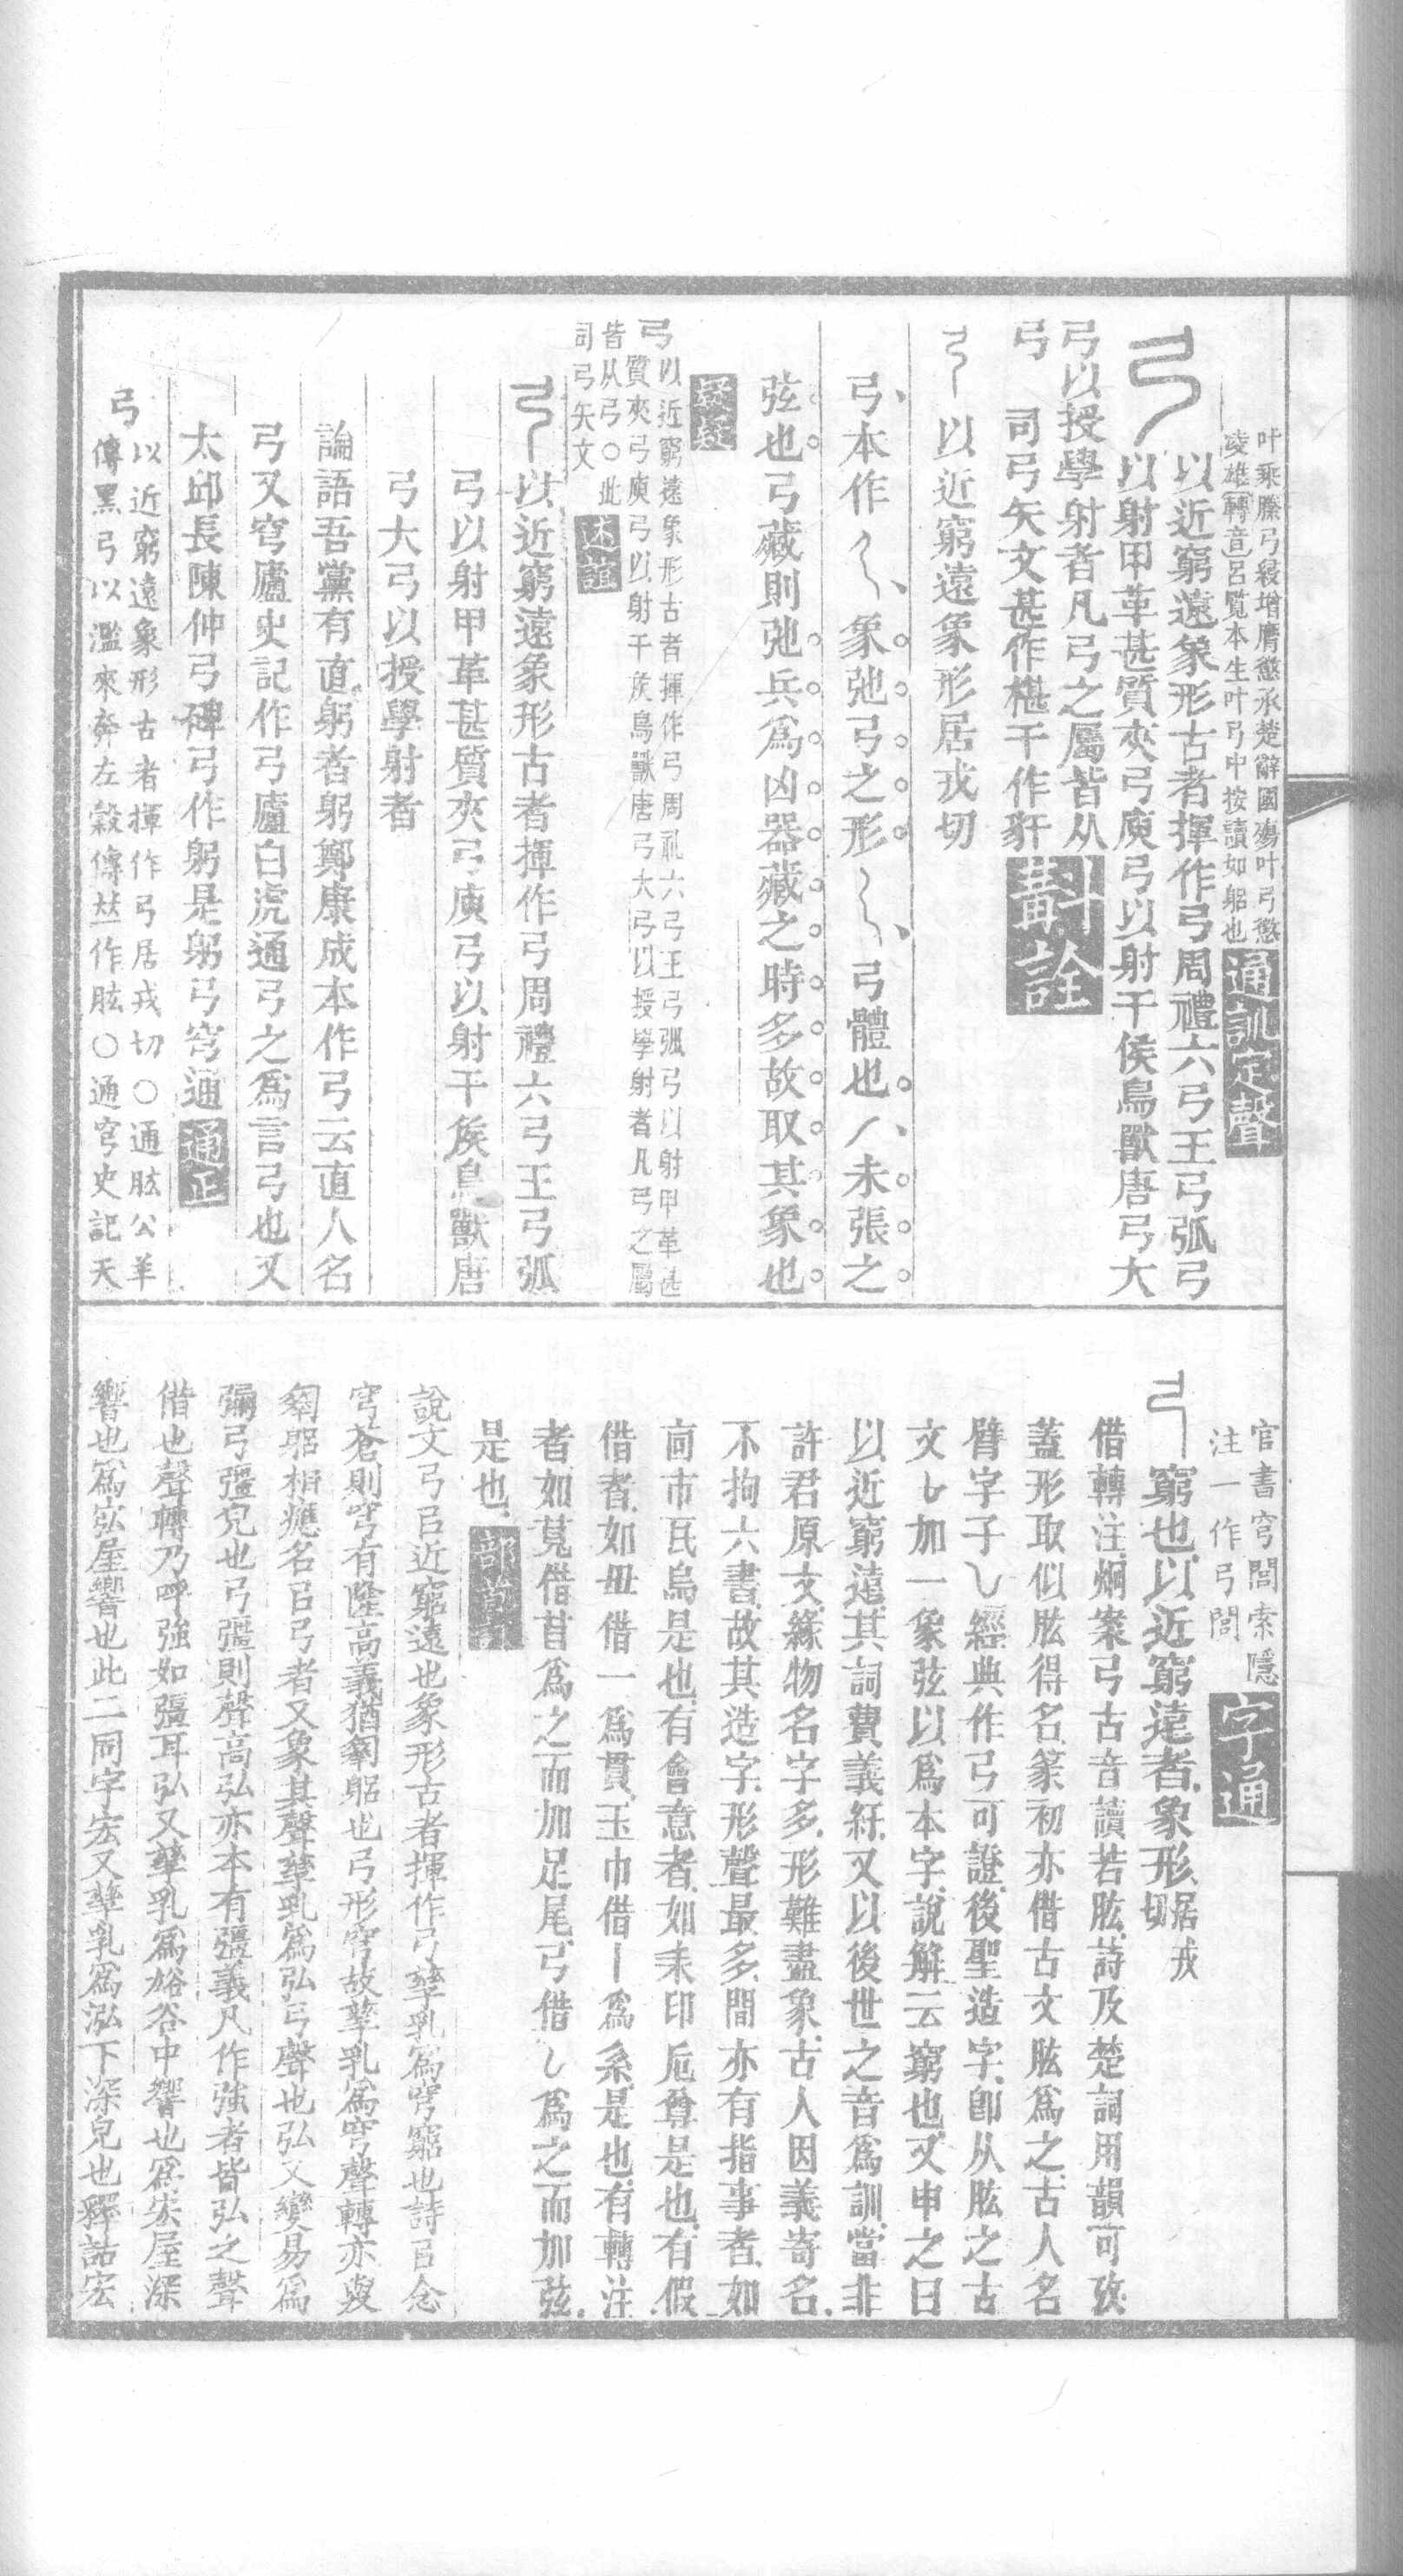 叶乘縢弓綅增膺懲承楚辭國殤叶弓懲
凌雄轉音呂覽本生叶弓中按讀如躬也
通訓定聲
以近窮遠象形古者揮作弓周禮六弓王弓弧弓
以射甲革甚質夾弓庾弓以射干侯鳥獸唐弓大
弓以授學射者凡弓之屬皆从
弓 司弓矢文甚作椹干作豻
斠詮
弓以近窮遠象形居戎切
弓本作 象弛弓之形 弓體也 未張之
弦也弓藏則弛兵爲凶器藏之時多故取其象也
疑疏
弓以近窮遠象形古者揮作弓周礼六弓王弓弧弓以射甲革甚
質夾弓庾弓以射干矦鳥獸唐弓大弓以授學射者凡弓之屬
皆从弓○此
司弓矢文
述誼
弓以近窮遠象形古者揮作弓周禮六弓王弓弧
弓以射甲革甚質夾弓庾弓以射干矦鳥獸唐
弓大弓以授學射者
論語吾黨有直躬者躬鄭康成本作弓云直人名
弓又穹廬史記作弓廬白虎通弓之爲言弓也又
太邱長陳仲弓碑弓作躬是躬弓穹通
通正
弓以近窮遠象形古者揮作弓居戎切○通肱公羊
傳黑弓以濫來奔左穀傳竝作肱○通穹史記天
官書穹閭索隱
注一作弓閭
字通
弓窮也以近窮遠者象形居戎切
借轉注炯案弓古音讀若肱詩及楚詞用韻可攷
蓋形取似肱得名篆初亦借古文肱爲之古人名
臂字子乀經典作弓可證後聖造字卽从肱之古
文乚加一象弦以爲本字說解云窮也又申之曰
以近窮遠其詞費義紆又以後世之音爲訓當非
許君原文緣物名字多形難盡象古人因義寄名
不拘六書故其造字形聲最多間亦有指事者如
亯市氏烏是也有會意者如耒印卮尊是也有假
借者如毌借一爲貫玉巾借丨爲系是也有轉注
者如莧借苜爲之而加足尾弓借乚爲之而加弦
是也
部首
說文弓㠯近窮遠也象形古者揮作弓孳乳爲穹窮也詩㠯念
穹蒼則穹有隆高義猶匑躳也弓形穹故孳乳爲穹聲轉亦叜
匑躳相應名㠯弓者又象其聲孳乳爲弘弓聲也弘又變易爲
彌弓彊皃也弓彊則聲高弘亦本有彊義凡作強者皆弘之聲
借也聲轉乃呼強如彊耳弘又孳乳爲谹谷中響也爲宏屋深
響也爲宖屋響也此二同字宏又孳乳爲泓下深皃也釋詁宏